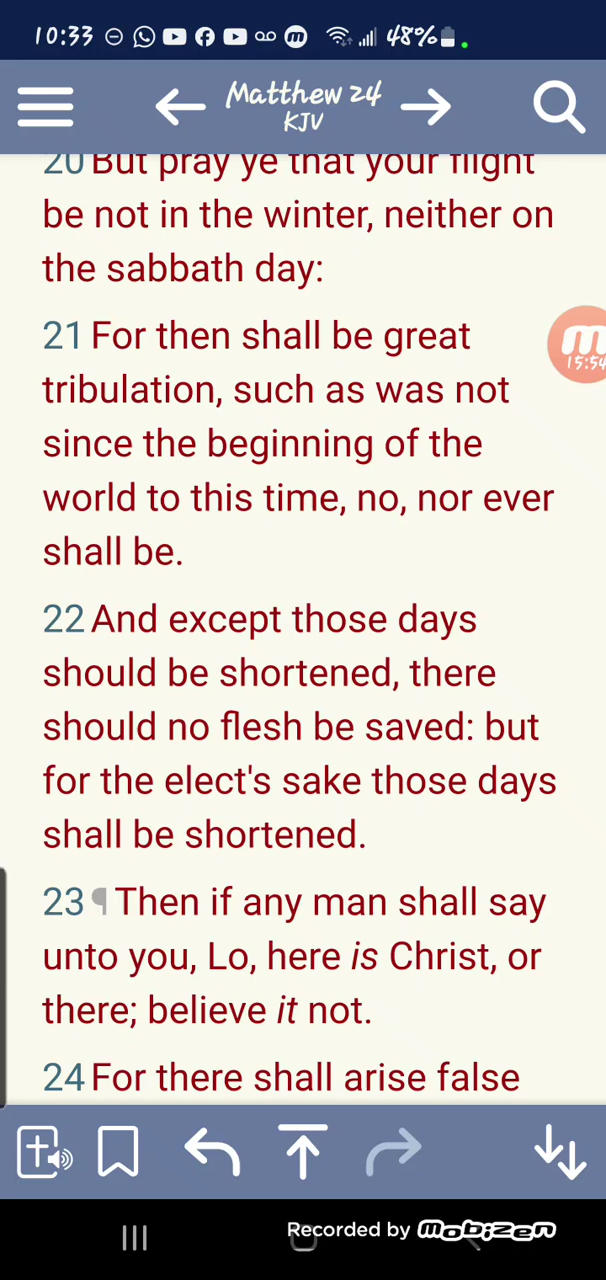 10:33 48%
Matthew 24
KJV
20 But pray ye that your flight
be not in the winter, neither on
the sabbath day:
21 For then shall be great
tribulation, such as was not
since the beginning of the
world to this time, no, nor ever
shall be.
22 And except those days
should be shortened, there
should no flesh be saved: but
for the elect's sake those days
shall be shortened.
23 ¶ Then if any man shall say
unto you, Lo, here is Christ, or
there; believe it not.
24 For there shall arise false
m
15:54
Recorded by mobizen